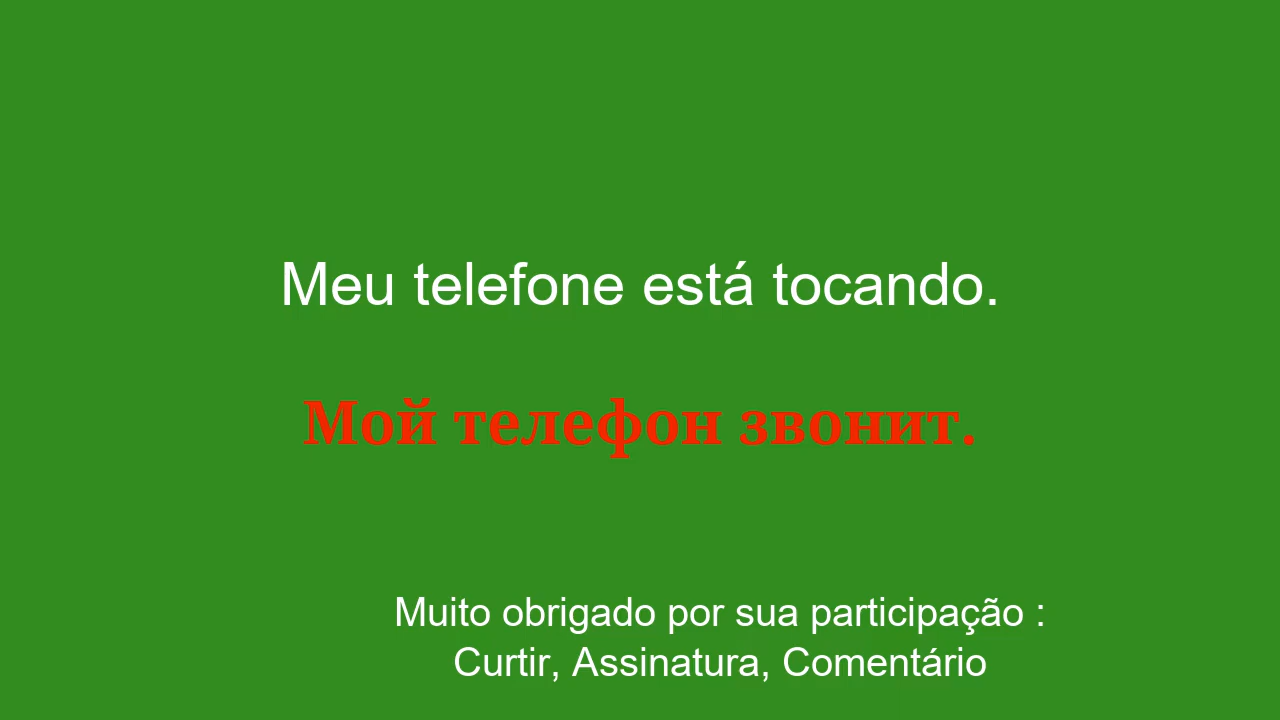 Meu telefone está tocando.
Мой телефон звонит.
Muito obrigado por sua participação :
Curtir, Assinatura, Comentário